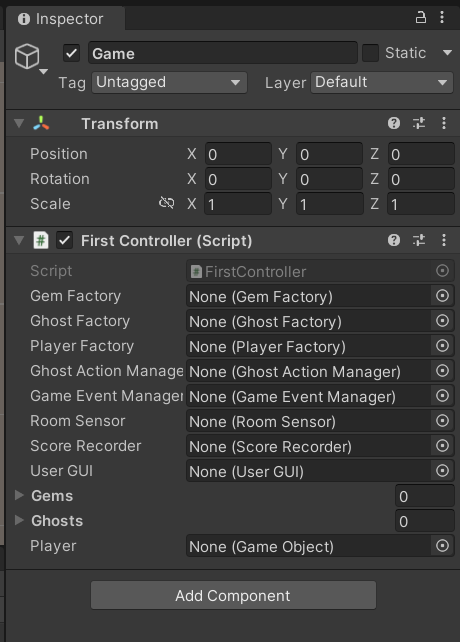 Inspector
Game
Static
Tag Untagged Layer Default
Transform
Position X 0 Y 0 Z 0
Rotation X 0 Y 0 Z 0
Scale X 1 Y 1 Z 1
First Controller (Script)
Script FirstController
Gem Factory None (Gem Factory)
Ghost Factory None (Ghost Factory)
Player Factory None (Player Factory)
Ghost Action Manage None (Ghost Action Manager)
Game Event Manager None (Game Event Manager)
Room Sensor None (Room Sensor)
Score Recorder None (Score Recorder)
User GUI None (User GUI)
Gems 0
Ghosts 0
Player None (Game Object)
Add Component